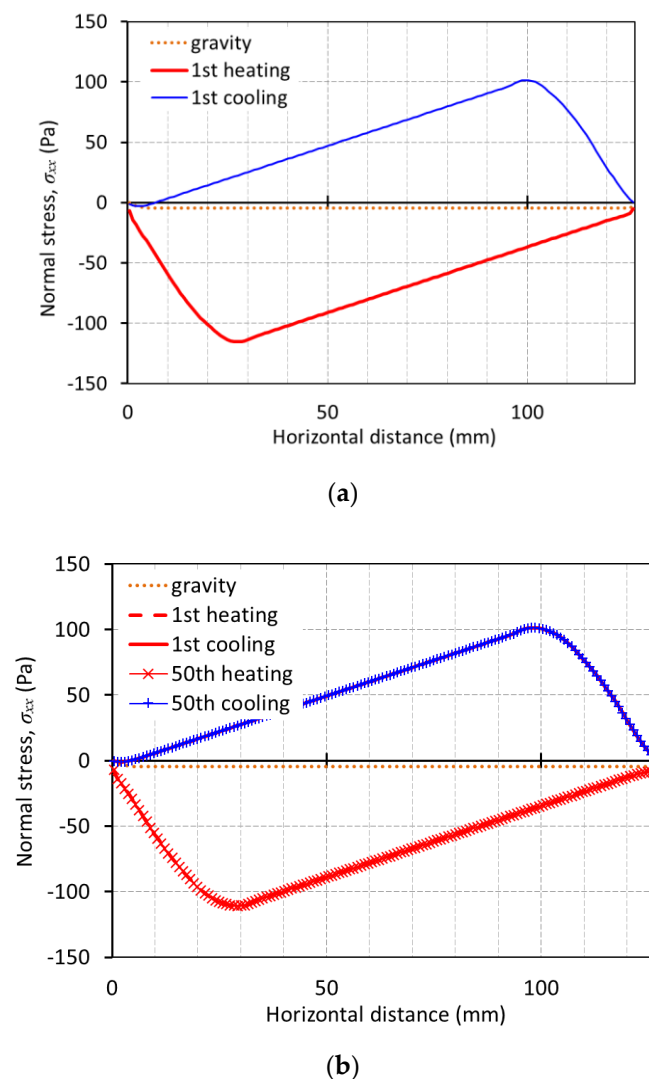 150
100
50
0
-50
-100
-150
Normal stress, σxx (Pa)
gravity
1st heating
1st cooling
0
50
100
Horizontal distance (mm)
(a)
150
100
50
0
-50
-100
-150
Normal stress, σxx (Pa)
gravity
1st heating
1st cooling
50th heating
50th cooling
0
50
100
Horizontal distance (mm)
(b)